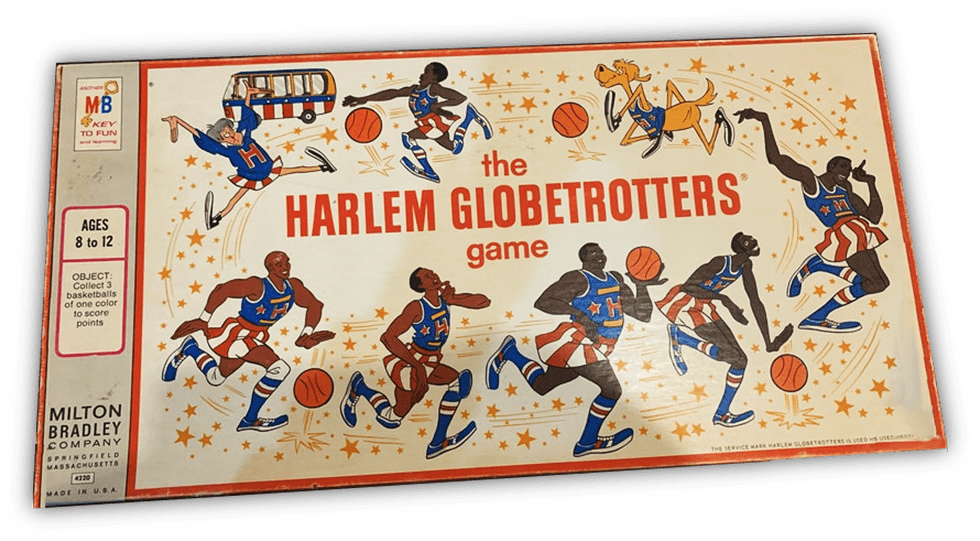 ANOTHER
MB
KEY
TO FUN
and learning
AGES
8 to 12
OBJECT:
Collect 3
basketballs
of one color
to score
points
MILTON
BRADLEY
COMPANY
SPRINGFIELD
MASSACHUSETTS
4220
MADE IN U.S.A.
the
HARLEM GLOBETROTTERS®
game
H
H
H
H
H
H
THE SERVICE MARK HARLEM GLOBETROTTERS IS USED